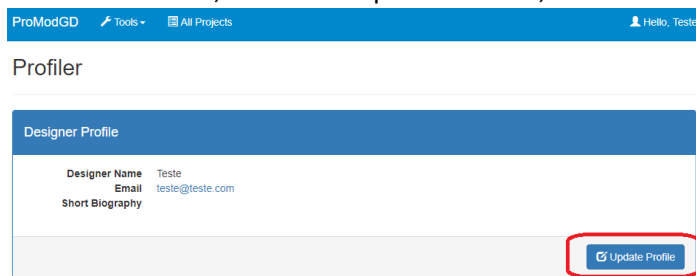 ProModGD Tools All Projects Hello, Teste
Profiler
Designer Profile
Designer Name Teste
Email teste@teste.com
Short Biography
Update Profile